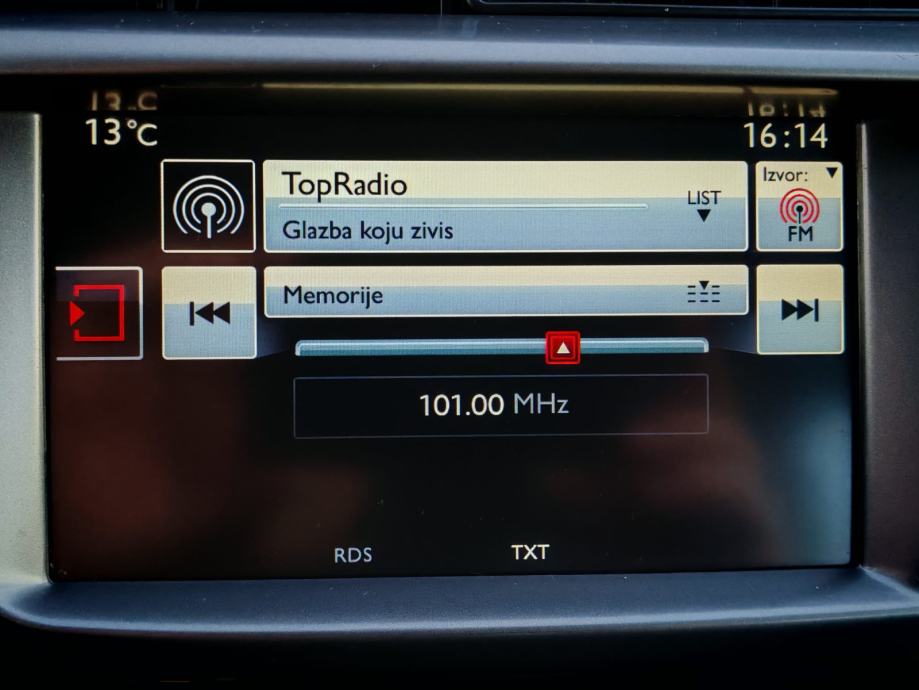 13°C
16:14
TopRadio
LIST
Izvor:
Glazba koju zivis
FM
Memorije
101.00 MHz
RDS
TXT